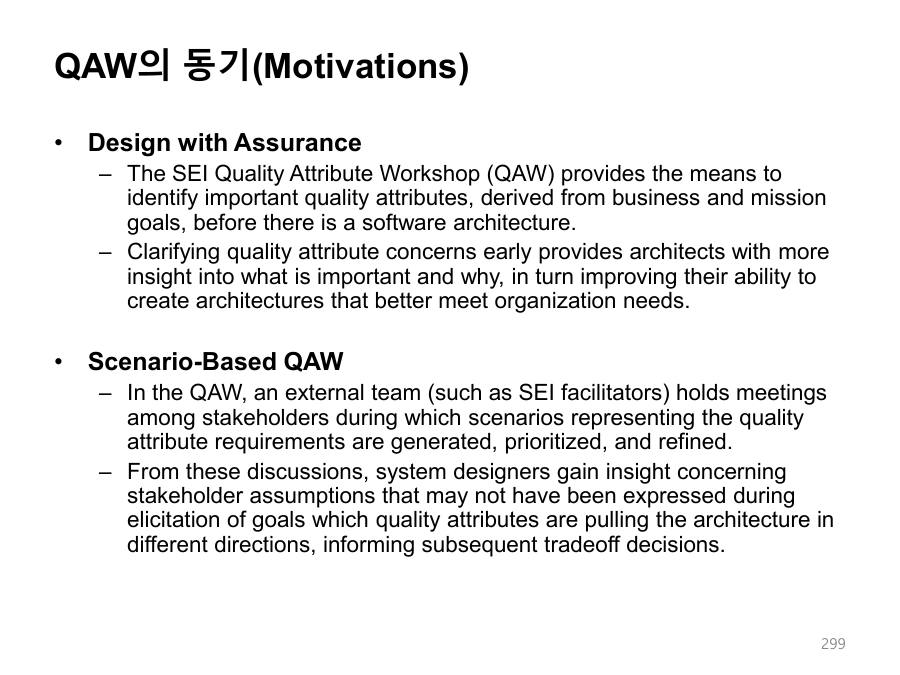 QAW의 동기(Motivations)
• Design with Assurance
– The SEI Quality Attribute Workshop (QAW) provides the means to
identify important quality attributes, derived from business and mission
goals, before there is a software architecture.
– Clarifying quality attribute concerns early provides architects with more
insight into what is important and why, in turn improving their ability to
create architectures that better meet organization needs.
• Scenario-Based QAW
– In the QAW, an external team (such as SEI facilitators) holds meetings
among stakeholders during which scenarios representing the quality
attribute requirements are generated, prioritized, and refined.
– From these discussions, system designers gain insight concerning
stakeholder assumptions that may not have been expressed during
elicitation of goals which quality attributes are pulling the architecture in
different directions, informing subsequent tradeoff decisions.
299